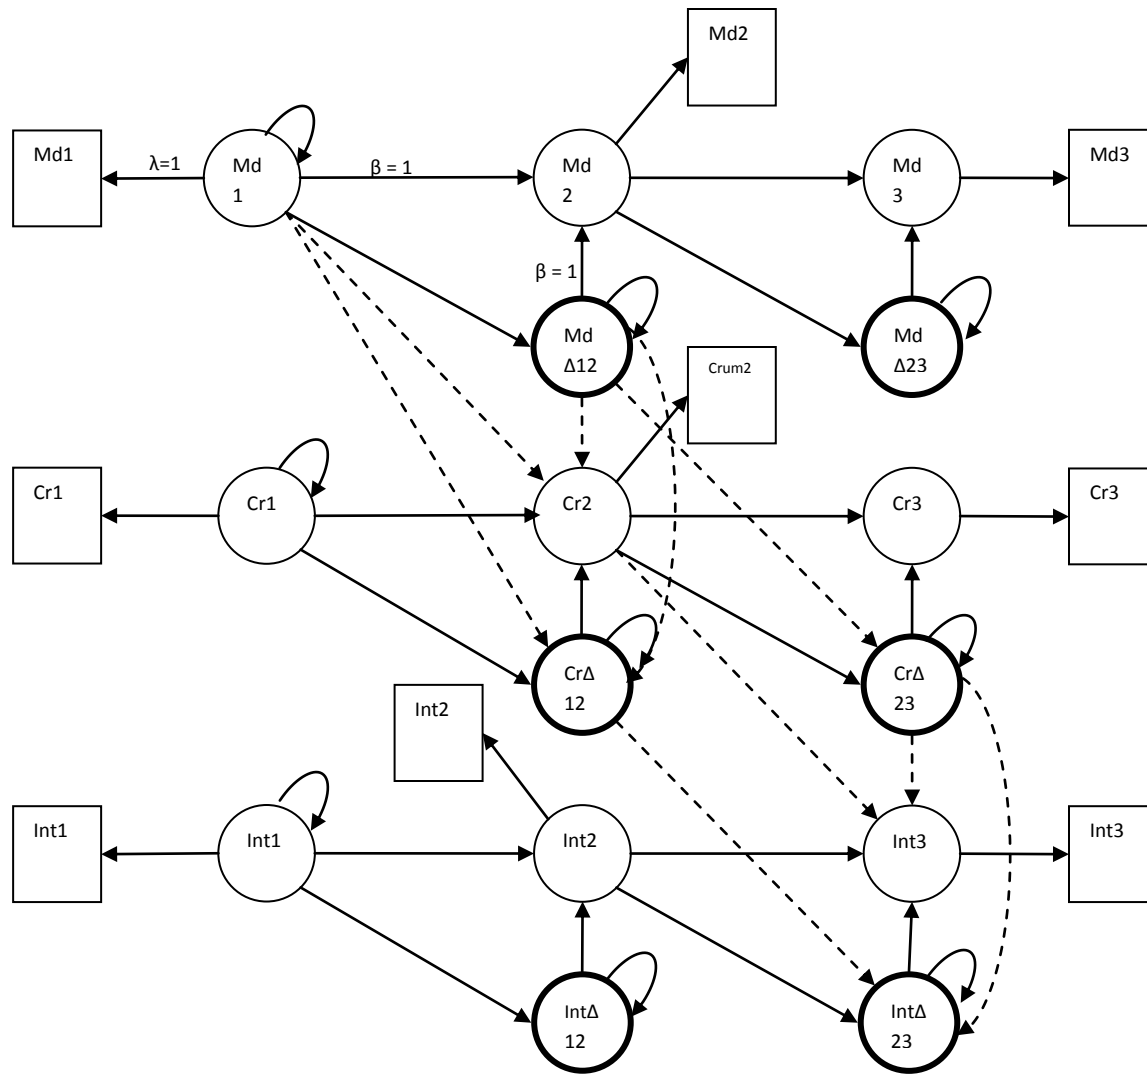 Md2
Md1
λ=1
Md
1
β = 1
Md
2
Md
3
Md3
β = 1
Md
Δ12
Md
Δ23
Crum2
Cr1
Cr1
Cr2
Cr3
Cr3
CrΔ
12
CrΔ
23
Int2
Int1
Int1
Int2
Int3
Int3
IntΔ
12
IntΔ
23